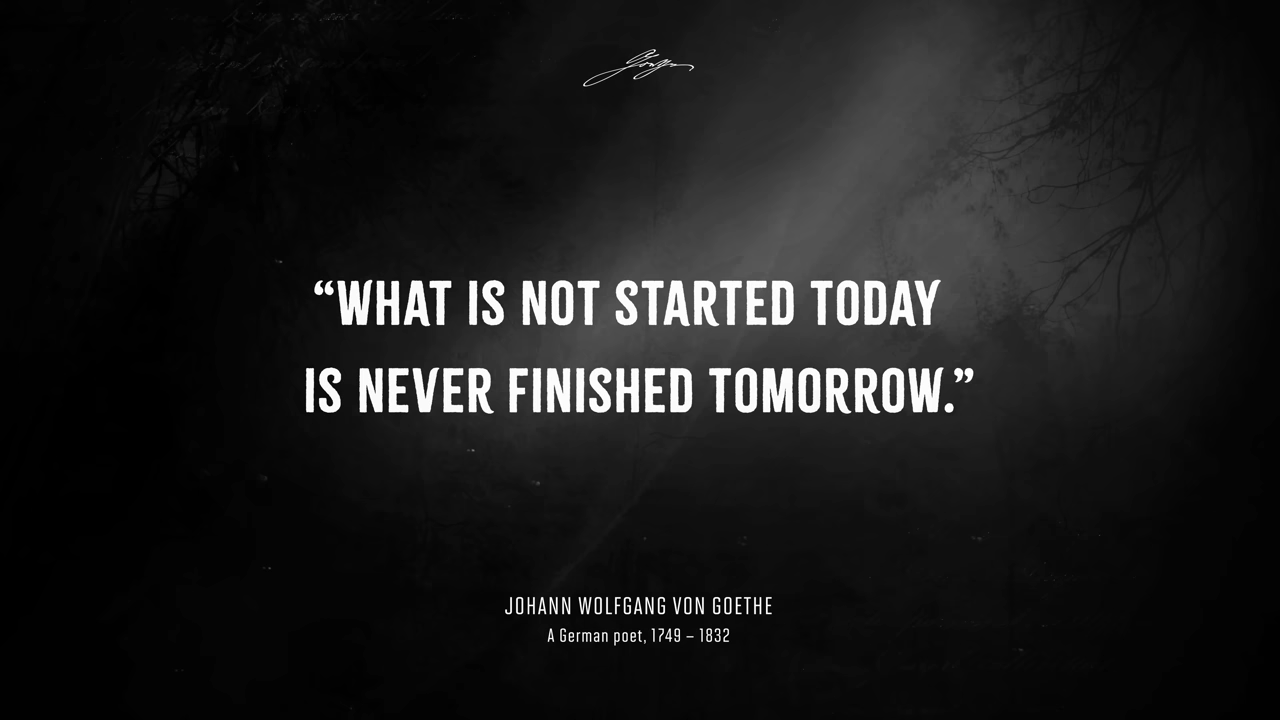 “WHAT IS NOT STARTED TODAY
IS NEVER FINISHED TOMORROW.”
JOHANN WOLFGANG VON GOETHE
A German poet, 1749 – 1832